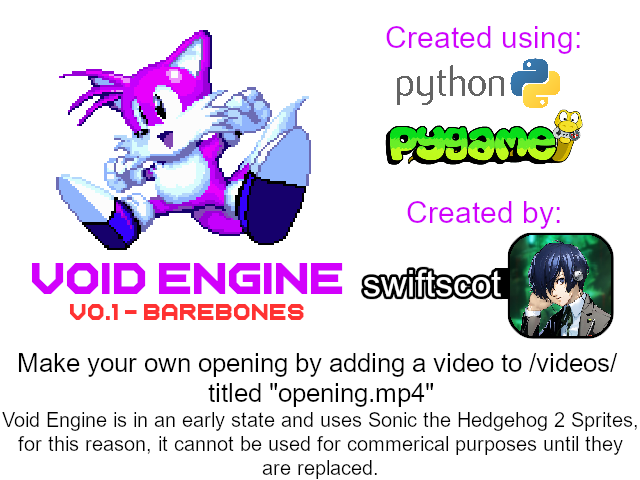 Created using:
python
pygame
Created by:
VOID ENGINE
swiftscot
V0.1 - BAREBONES
Make your own opening by adding a video to /videos/
titled "opening.mp4"
Void Engine is in an early state and uses Sonic the Hedgehog 2 Sprites,
for this reason, it cannot be used for commerical purposes until they
are replaced.